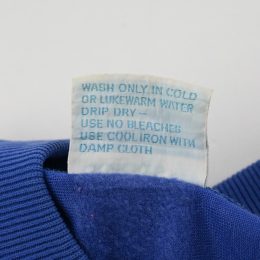 WASH ONLY IN COLD
OR LUKEWARM WATER
DRIP DRY—
USE NO BLEACHES
USE COOL IRON WITH
DAMP CLOTH